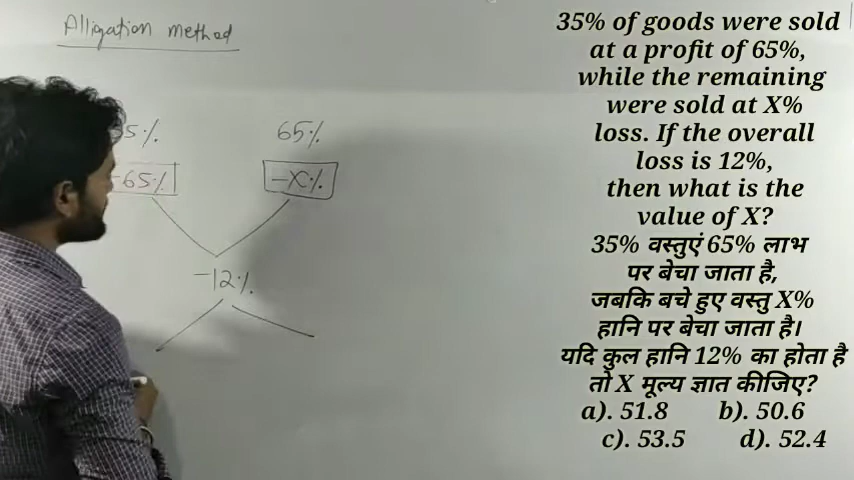 Alligation method
35% of goods were sold
at a profit of 65%,
while the remaining
were sold at X%
loss. If the overall
loss is 12%,
then what is the
value of X?
35% वस्तुएं 65% लाभ
पर बेचा जाता है,
जबकि बचे हुए वस्तु X%
हानि पर बेचा जाता है।
यदि कुल हानि 12% का होता है
तो X मूल्य ज्ञात कीजिए?
a). 51.8 b). 50.6
c). 53.5 d). 52.4
5% 65%
65% -X%
-12%